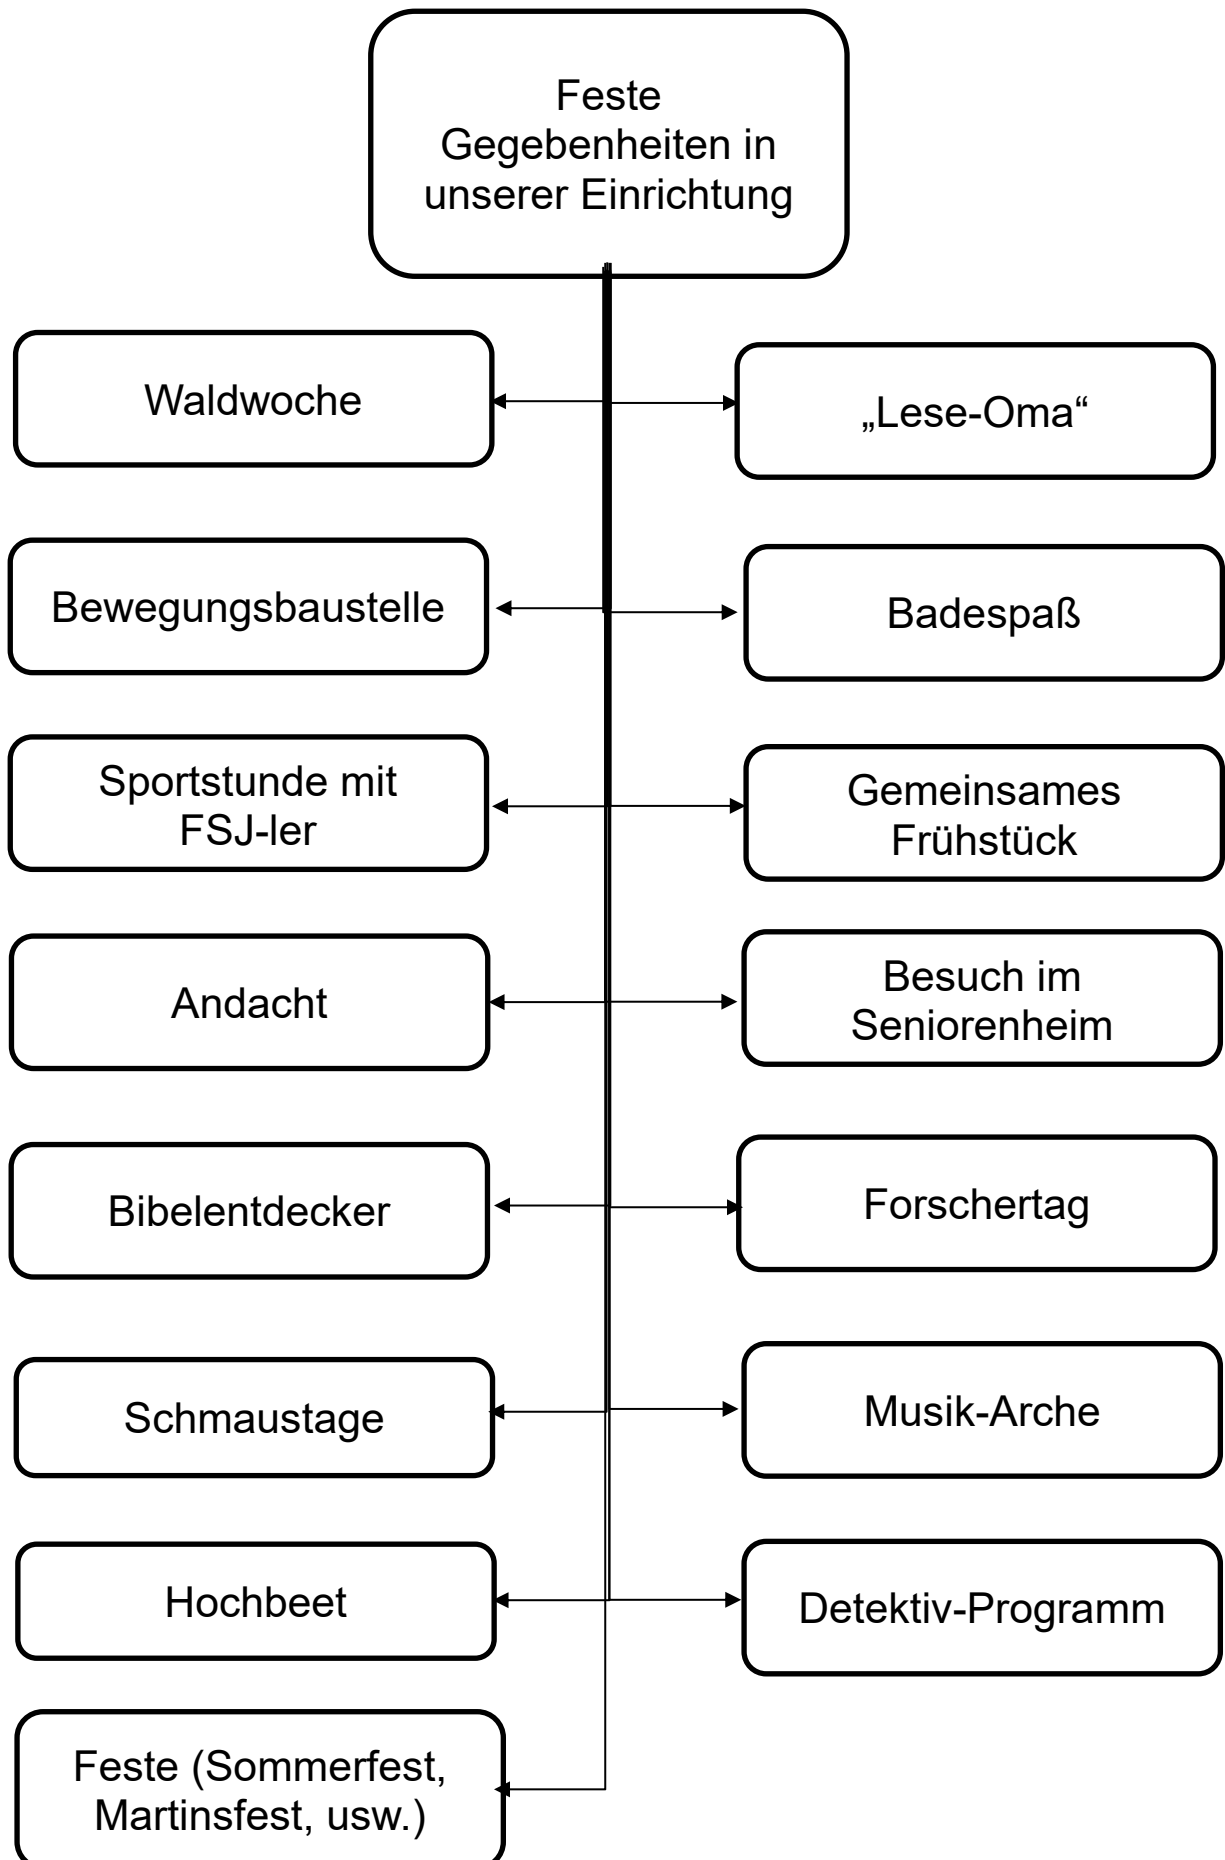 Feste
Gegebenheiten in
unserer Einrichtung
Waldwoche
„Lese-Oma“
Bewegungsbaustelle
Badespaß
Sportstunde mit
FSJ-ler
Gemeinsames
Frühstück
Andacht
Besuch im
Seniorenheim
Bibelentdecker
Forschertag
Schmaustage
Musik-Arche
Hochbeet
Detektiv-Programm
Feste (Sommerfest,
Martinsfest, usw.)